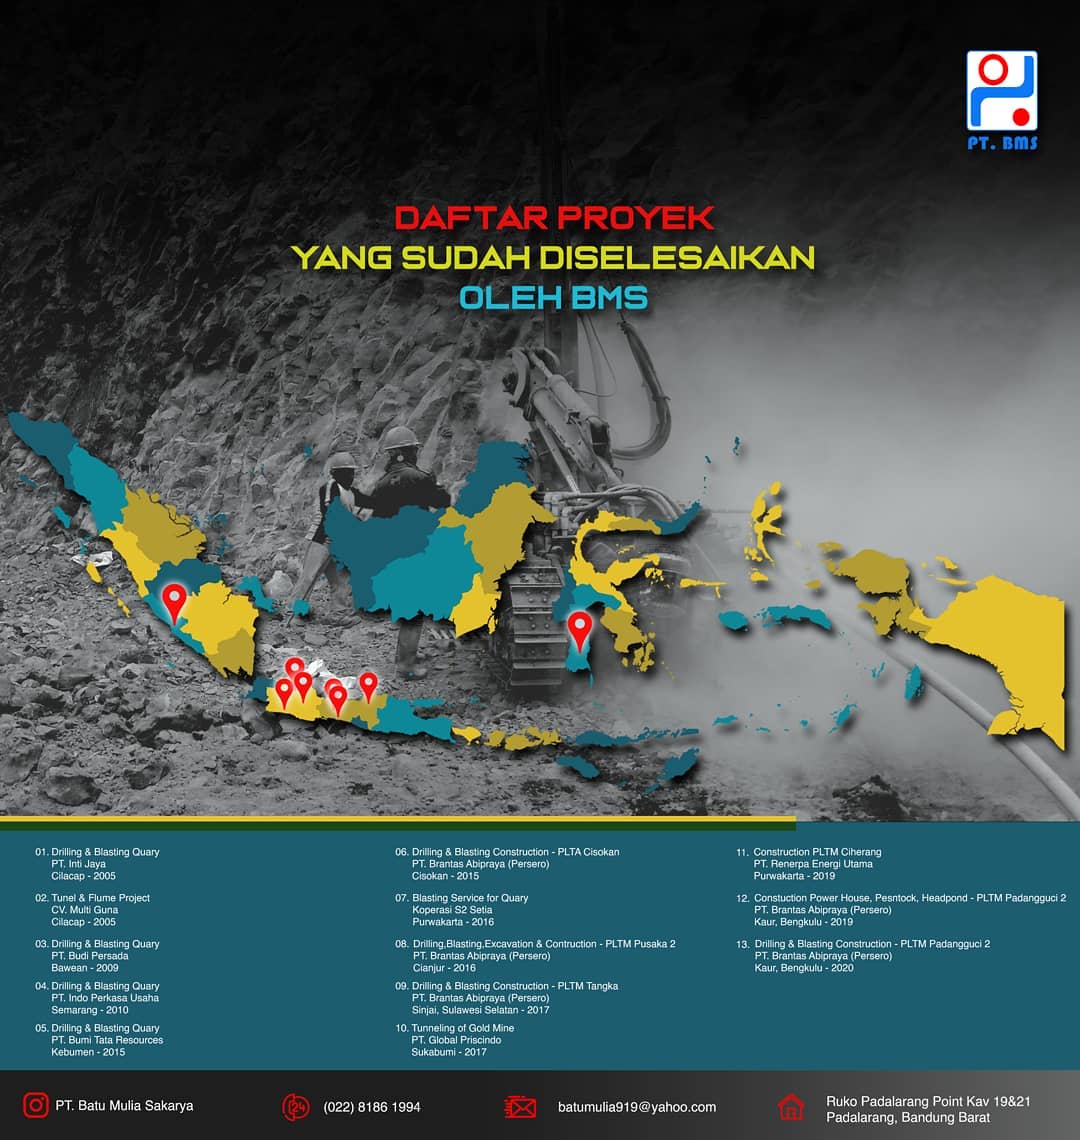 PT. BMS
DAFTAR PROYEK
YANG SUDAH DISELESAIKAN
OLEH BMS
01. Drilling & Blasting Quary
PT. Inti Jaya
Cilacap - 2005
02. Tunel & Flume Project
CV. Multi Guna
Cilacap - 2005
03. Drilling & Blasting Quary
PT. Budi Persada
Bawean - 2009
04. Drilling & Blasting Quary
PT. Indo Perkasa Usaha
Semarang - 2010
05. Drilling & Blasting Quary
PT. Bumi Tata Resources
Kebumen - 2015
06. Drilling & Blasting Construction - PLTA Cisokan
PT. Brantas Abipraya (Persero)
Cisokan - 2015
07. Blasting Service for Quary
Koperasi S2 Setia
Purwakarta - 2016
08. Drilling,Blasting,Excavation & Contruction - PLTM Pusaka 2
PT. Brantas Abipraya (Persero)
Cianjur - 2016
09. Drilling & Blasting Construction - PLTM Tangka
PT. Brantas Abipraya (Persero)
Sinjai, Sulawesi Selatan - 2017
10. Tunneling of Gold Mine
PT. Global Priscindo
Sukabumi - 2017
11. Construction PLTM Ciherang
PT. Renerpa Energi Utama
Purwakarta - 2019
12. Constuction Power House, Pesntock, Headpond - PLTM Padangguci 2
PT. Brantas Abipraya (Persero)
Kaur, Bengkulu - 2019
13. Drilling & Blasting Construction - PLTM Padangguci 2
PT. Brantas Abipraya (Persero)
Kaur, Bengkulu - 2020
PT. Batu Mulia Sakarya
24
(022) 8186 1994
batumulia919@yahoo.com
Ruko Padalarang Point Kav 19&21
Padalarang, Bandung Barat